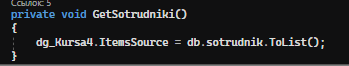 Ссылок: 5
private void GetSotrudniki()
{
dg_Kursa4.ItemsSource = db.sotrudnik.ToList();
}